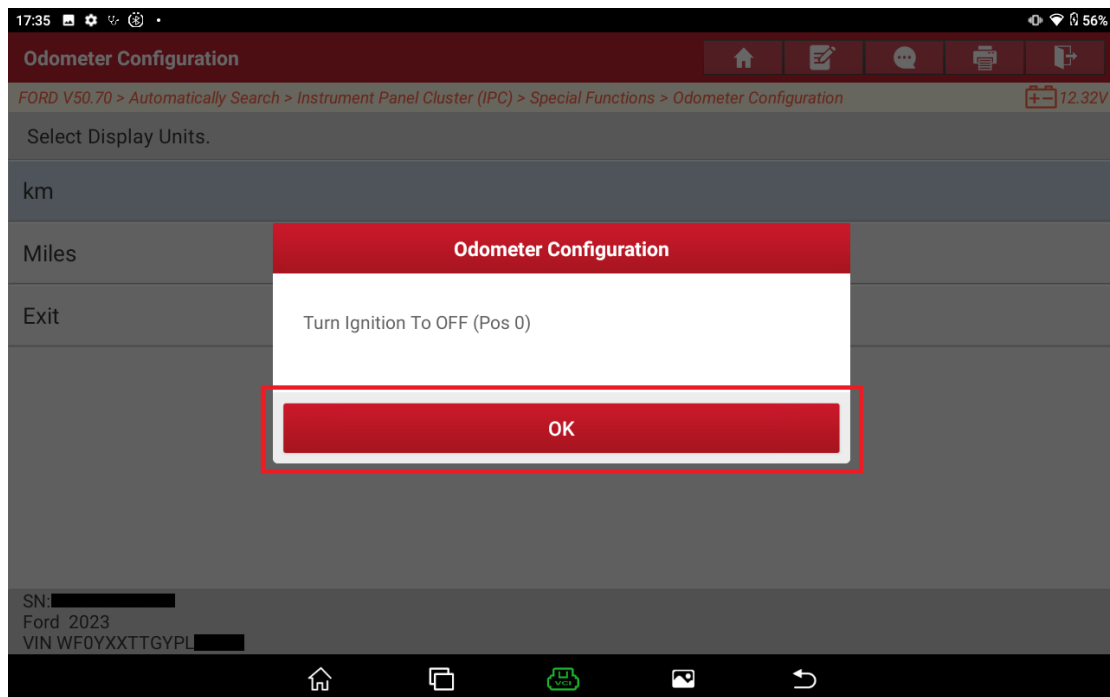 17:35
56%
Odometer Configuration
FORD V50.70 > Automatically Search > Instrument Panel Cluster (IPC) > Special Functions > Odometer Configuration
12.32V
Select Display Units.
km
Miles
Exit
Odometer Configuration
Turn Ignition To OFF (Pos 0)
OK
SN:
Ford 2023
VIN WF0YXXTTGYPL
VCI